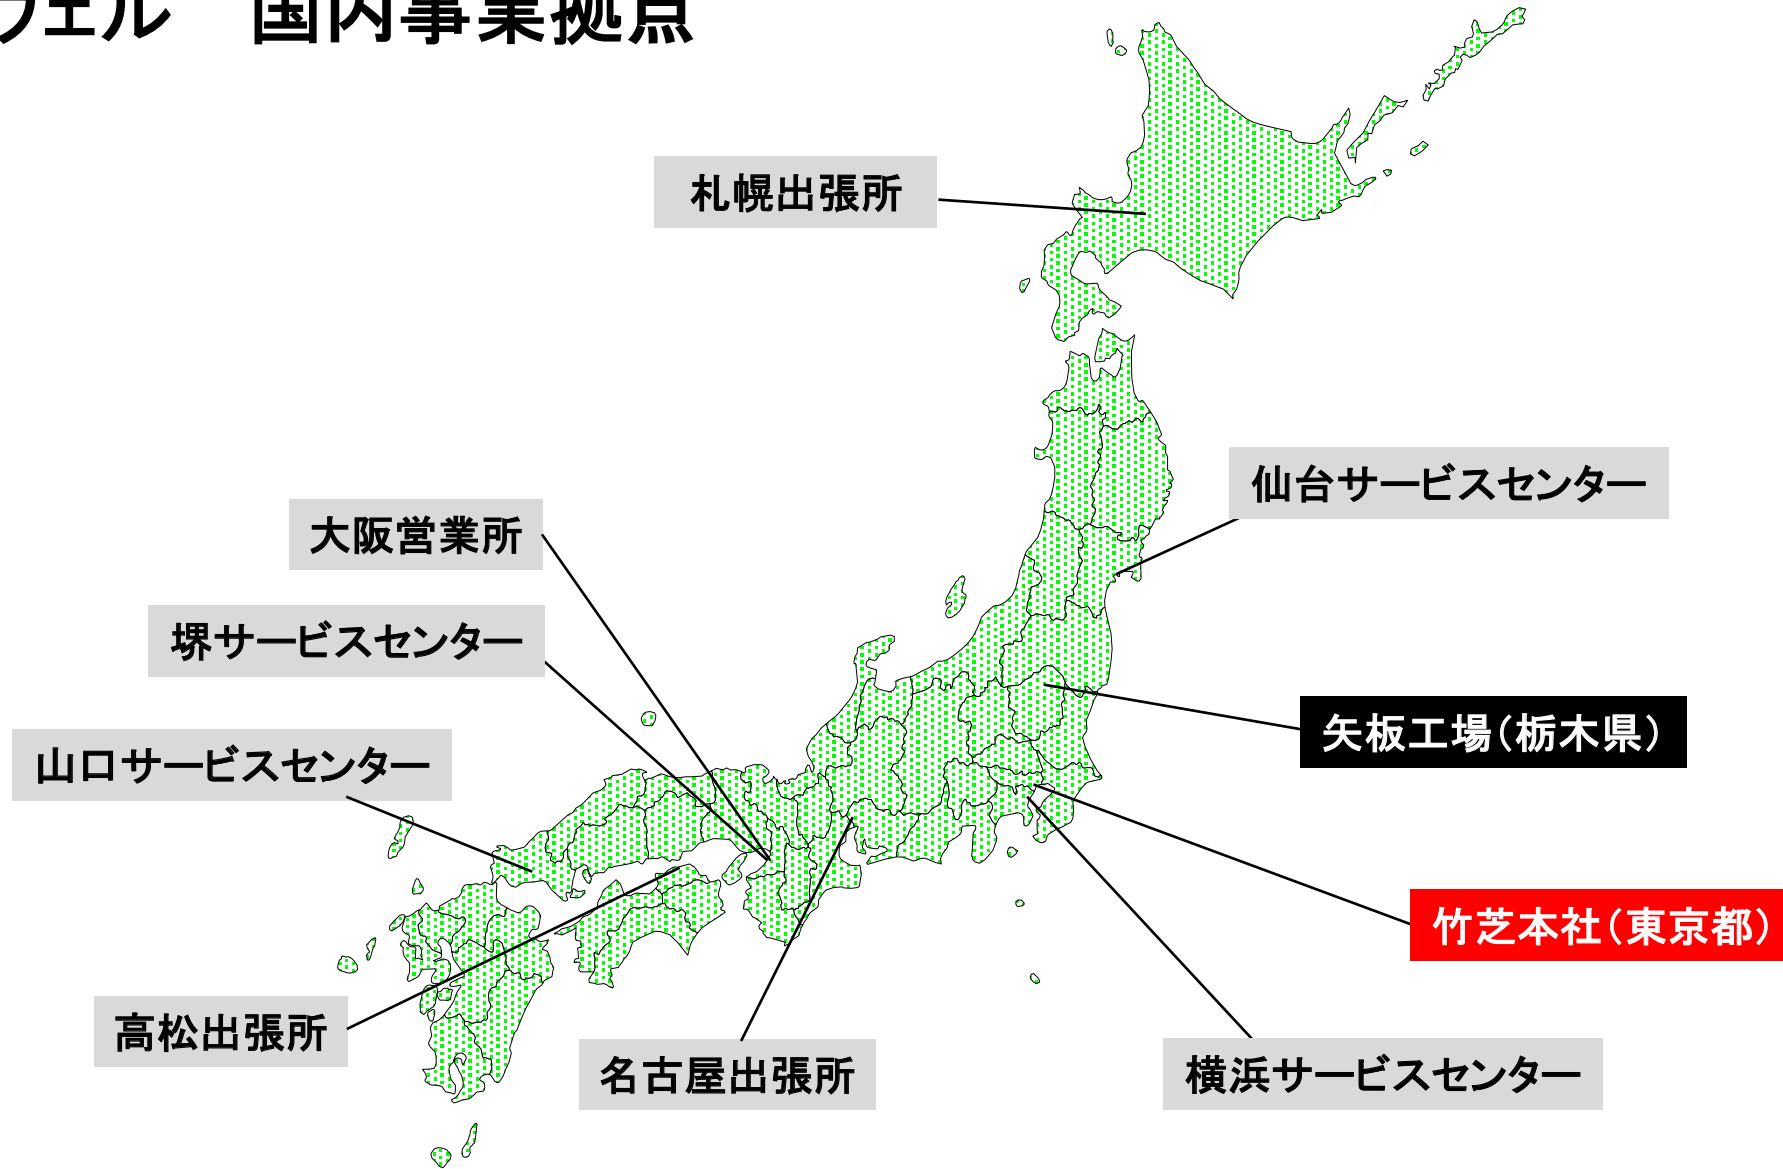 ウェル　国内事業拠点
札幌出張所
仙台サービスセンター
大阪営業所
堺サービスセンター
矢板工場（栃木県）
山口サービスセンター
竹芝本社（東京都）
高松出張所
名古屋出張所
横浜サービスセンター